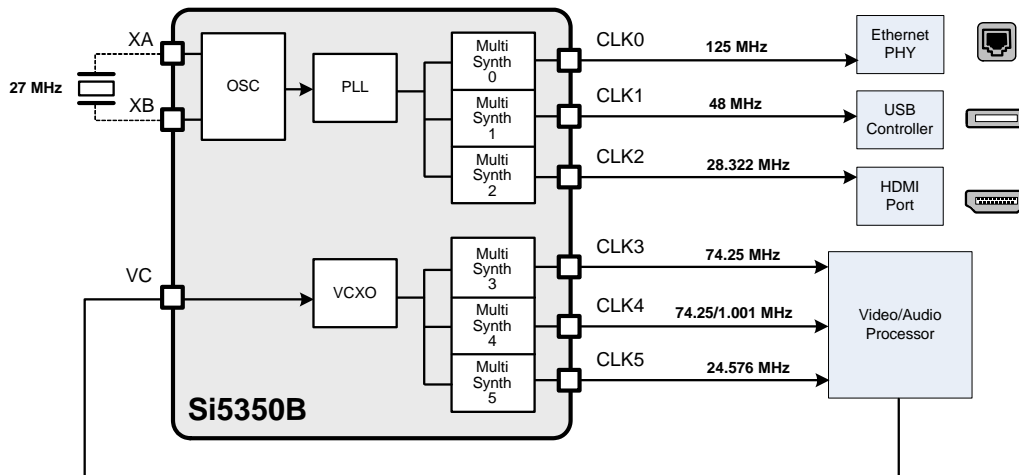 XA
27 MHz
XB
OSC
PLL
Multi
Synth
0
Multi
Synth
1
Multi
Synth
2
CLK0
125 MHz
Ethernet
PHY
CLK1
48 MHz
USB
Controller
CLK2
28.322 MHz
HDMI
Port
VC
VCXO
Multi
Synth
3
Multi
Synth
4
Multi
Synth
5
CLK3
74.25 MHz
CLK4
74.25/1.001 MHz
CLK5
24.576 MHz
Video/Audio
Processor
Si5350B